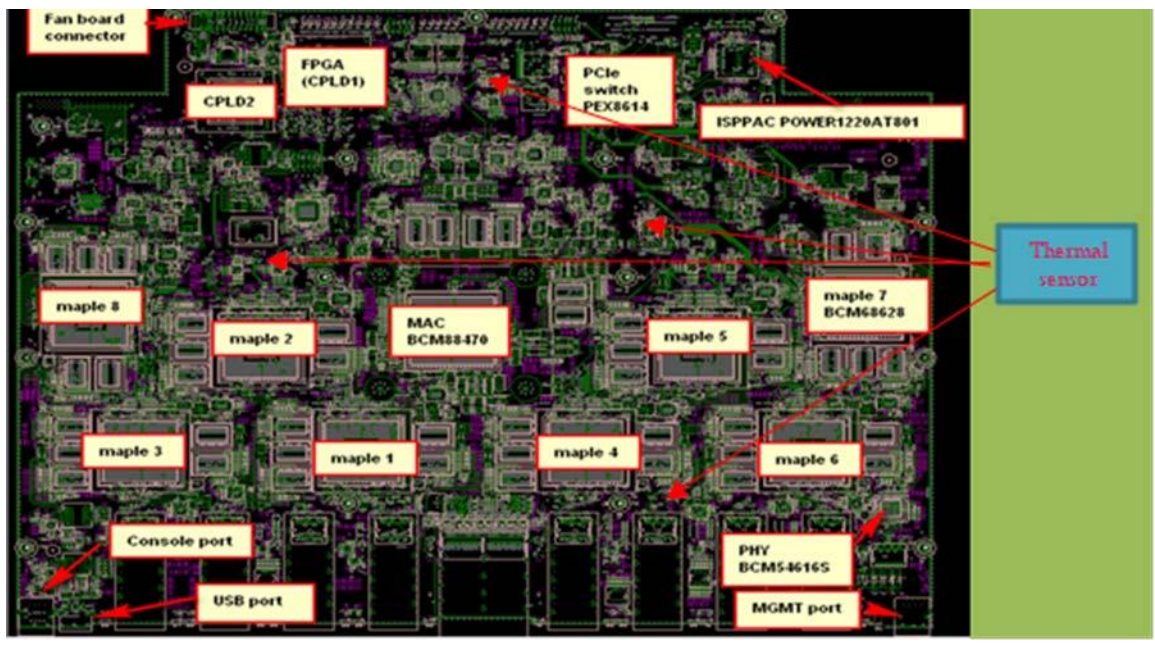 Fan board
connector
FPGA
(CPLD1)
CPLD2
PCIe
switch
PEX8614
ISPPAC POWER1220AT801
Thermal
sensor
maple 8
maple 2
MAC
BCM88470
maple 5
maple 7
BCM68628
maple 3
maple 1
maple 4
maple 6
Console port
USB port
PHY
BCM54616S
MGMT port